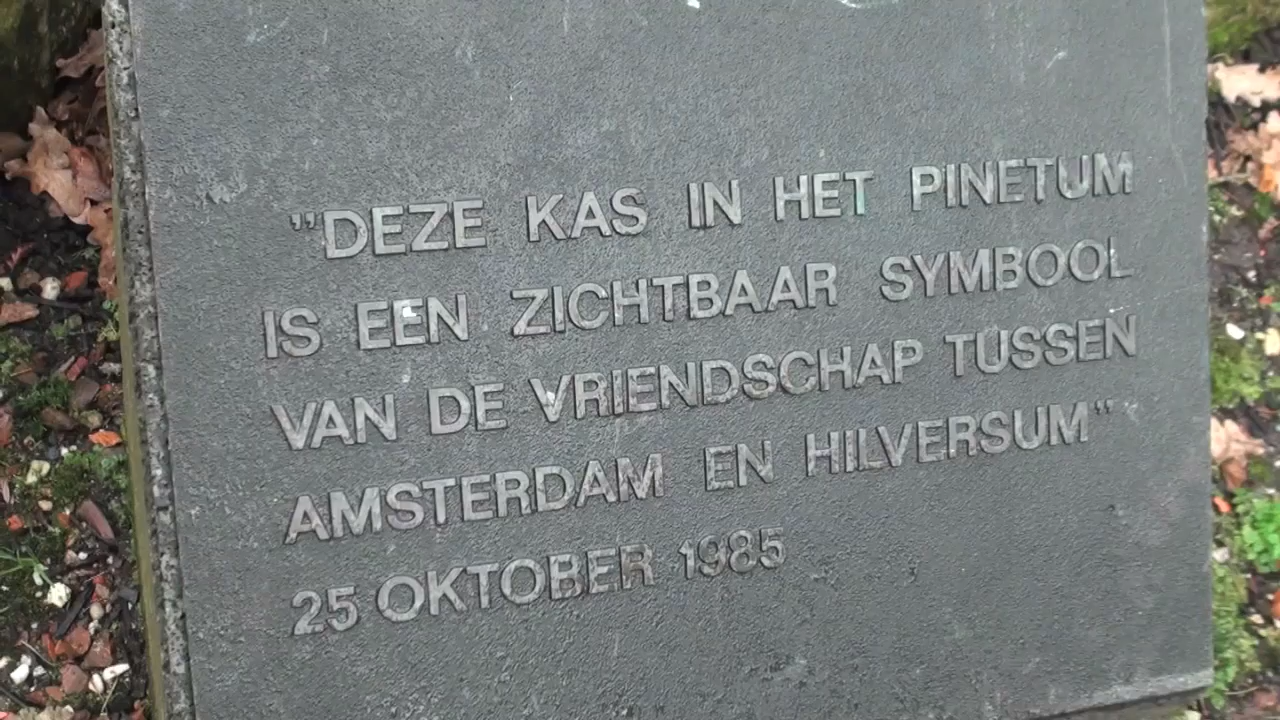 "DEZE KAS IN HET PINETUM
IS EEN ZICHTBAAR SYMBOOL
VAN DE VRIENDSCHAP TUSSEN
AMSTERDAM EN HILVERSUM"
25 OKTOBER 1985